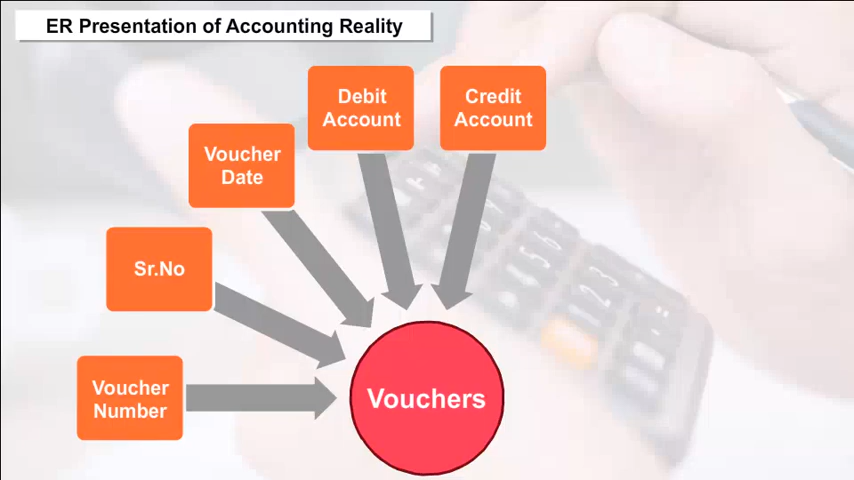 ER Presentation of Accounting Reality
Debit
Account
Credit
Account
Voucher
Date
Sr.No
Voucher
Number
Vouchers